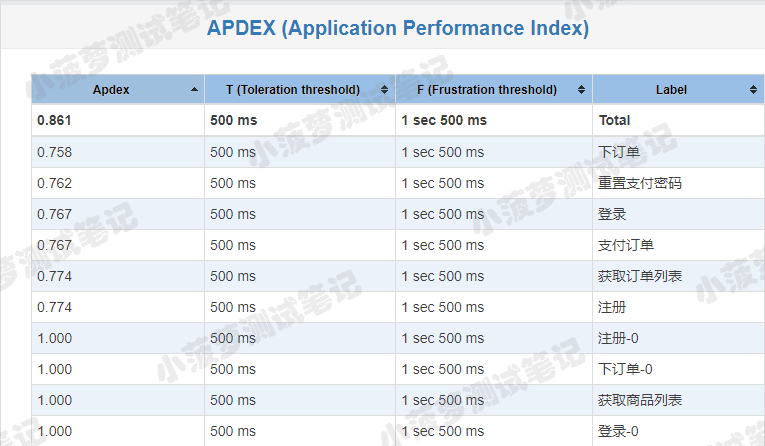 APDEX (Application Performance Index)
Apdex T (Toleration threshold) F (Frustration threshold) Label
0.861 500 ms 1 sec 500 ms Total
0.758 500 ms 1 sec 500 ms 下订单
0.762 500 ms 1 sec 500 ms 重置支付密码
0.767 500 ms 1 sec 500 ms 登录
0.767 500 ms 1 sec 500 ms 支付订单
0.774 500 ms 1 sec 500 ms 获取订单列表
0.774 500 ms 1 sec 500 ms 注册
1.000 500 ms 1 sec 500 ms 注册-0
1.000 500 ms 1 sec 500 ms 下订单-0
1.000 500 ms 1 sec 500 ms 获取商品列表
1.000 500 ms 1 sec 500 ms 登录-0
小菠萝测试笔记